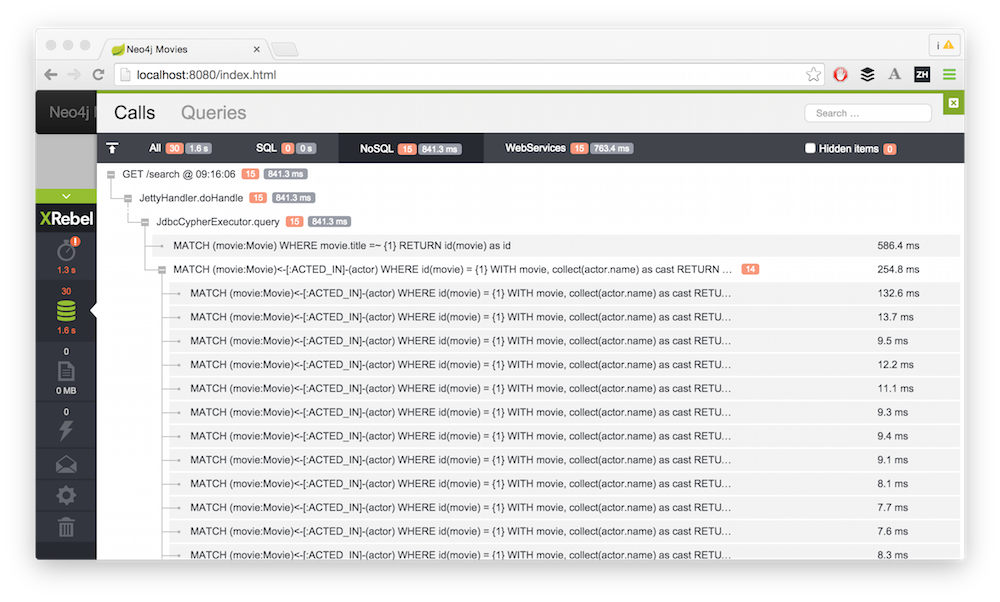 Neo4j Movies
localhost:8080/index.html
ZH
Neo4j
Calls Queries Search ...
All 30 1.6 s SQL 0 0 s NoSQL 15 841.3 ms WebServices 15 763.4 ms Hidden items 0
GET /search @ 09:16:06 15 841.3 ms
JettyHandler.doHandle 15 841.3 ms
JdbcCypherExecutor.query 15 841.3 ms
MATCH (movie:Movie) WHERE movie.title =~ {1} RETURN id(movie) as id 586.4 ms
MATCH (movie:Movie)<-[:ACTED_IN]-(actor) WHERE id(movie) = {1} WITH movie, collect(actor.name) as cast RETURN ... 14 254.8 ms
MATCH (movie:Movie)<-[:ACTED_IN]-(actor) WHERE id(movie) = {1} WITH movie, collect(actor.name) as cast RETU... 132.6 ms
MATCH (movie:Movie)<-[:ACTED_IN]-(actor) WHERE id(movie) = {1} WITH movie, collect(actor.name) as cast RETU... 13.7 ms
MATCH (movie:Movie)<-[:ACTED_IN]-(actor) WHERE id(movie) = {1} WITH movie, collect(actor.name) as cast RETU... 9.5 ms
MATCH (movie:Movie)<-[:ACTED_IN]-(actor) WHERE id(movie) = {1} WITH movie, collect(actor.name) as cast RETU... 12.2 ms
MATCH (movie:Movie)<-[:ACTED_IN]-(actor) WHERE id(movie) = {1} WITH movie, collect(actor.name) as cast RETU... 11.1 ms
MATCH (movie:Movie)<-[:ACTED_IN]-(actor) WHERE id(movie) = {1} WITH movie, collect(actor.name) as cast RETU... 9.3 ms
MATCH (movie:Movie)<-[:ACTED_IN]-(actor) WHERE id(movie) = {1} WITH movie, collect(actor.name) as cast RETU... 9.4 ms
MATCH (movie:Movie)<-[:ACTED_IN]-(actor) WHERE id(movie) = {1} WITH movie, collect(actor.name) as cast RETU... 9.1 ms
MATCH (movie:Movie)<-[:ACTED_IN]-(actor) WHERE id(movie) = {1} WITH movie, collect(actor.name) as cast RETU... 8.1 ms
MATCH (movie:Movie)<-[:ACTED_IN]-(actor) WHERE id(movie) = {1} WITH movie, collect(actor.name) as cast RETU... 7.7 ms
MATCH (movie:Movie)<-[:ACTED_IN]-(actor) WHERE id(movie) = {1} WITH movie, collect(actor.name) as cast RETU... 7.6 ms
MATCH (movie:Movie)<-[:ACTED_IN]-(actor) WHERE id(movie) = {1} WITH movie, collect(actor.name) as cast RETU... 8.3 ms
XRebel
1.3 s
30
1.6 s
0
0 MB
0